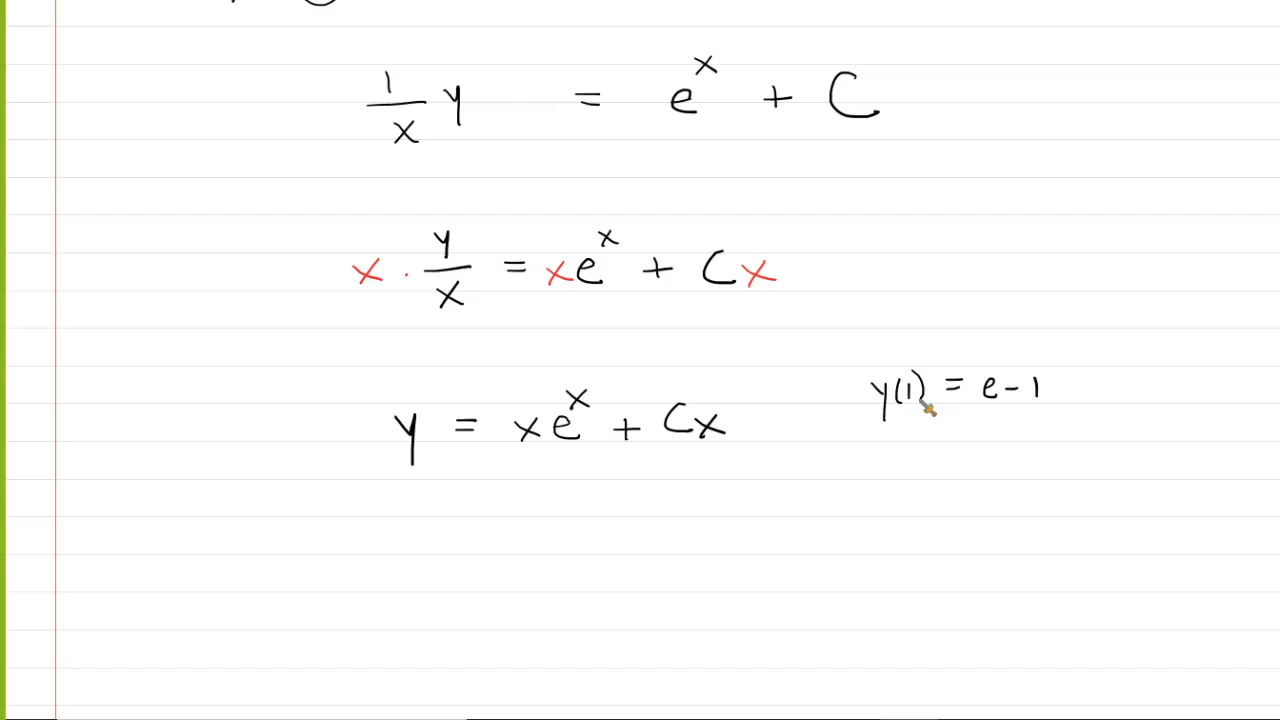 1/x y = e^x + C
x · y/x = xe^x + Cx
y = xe^x + Cx
y(1) = e - 1